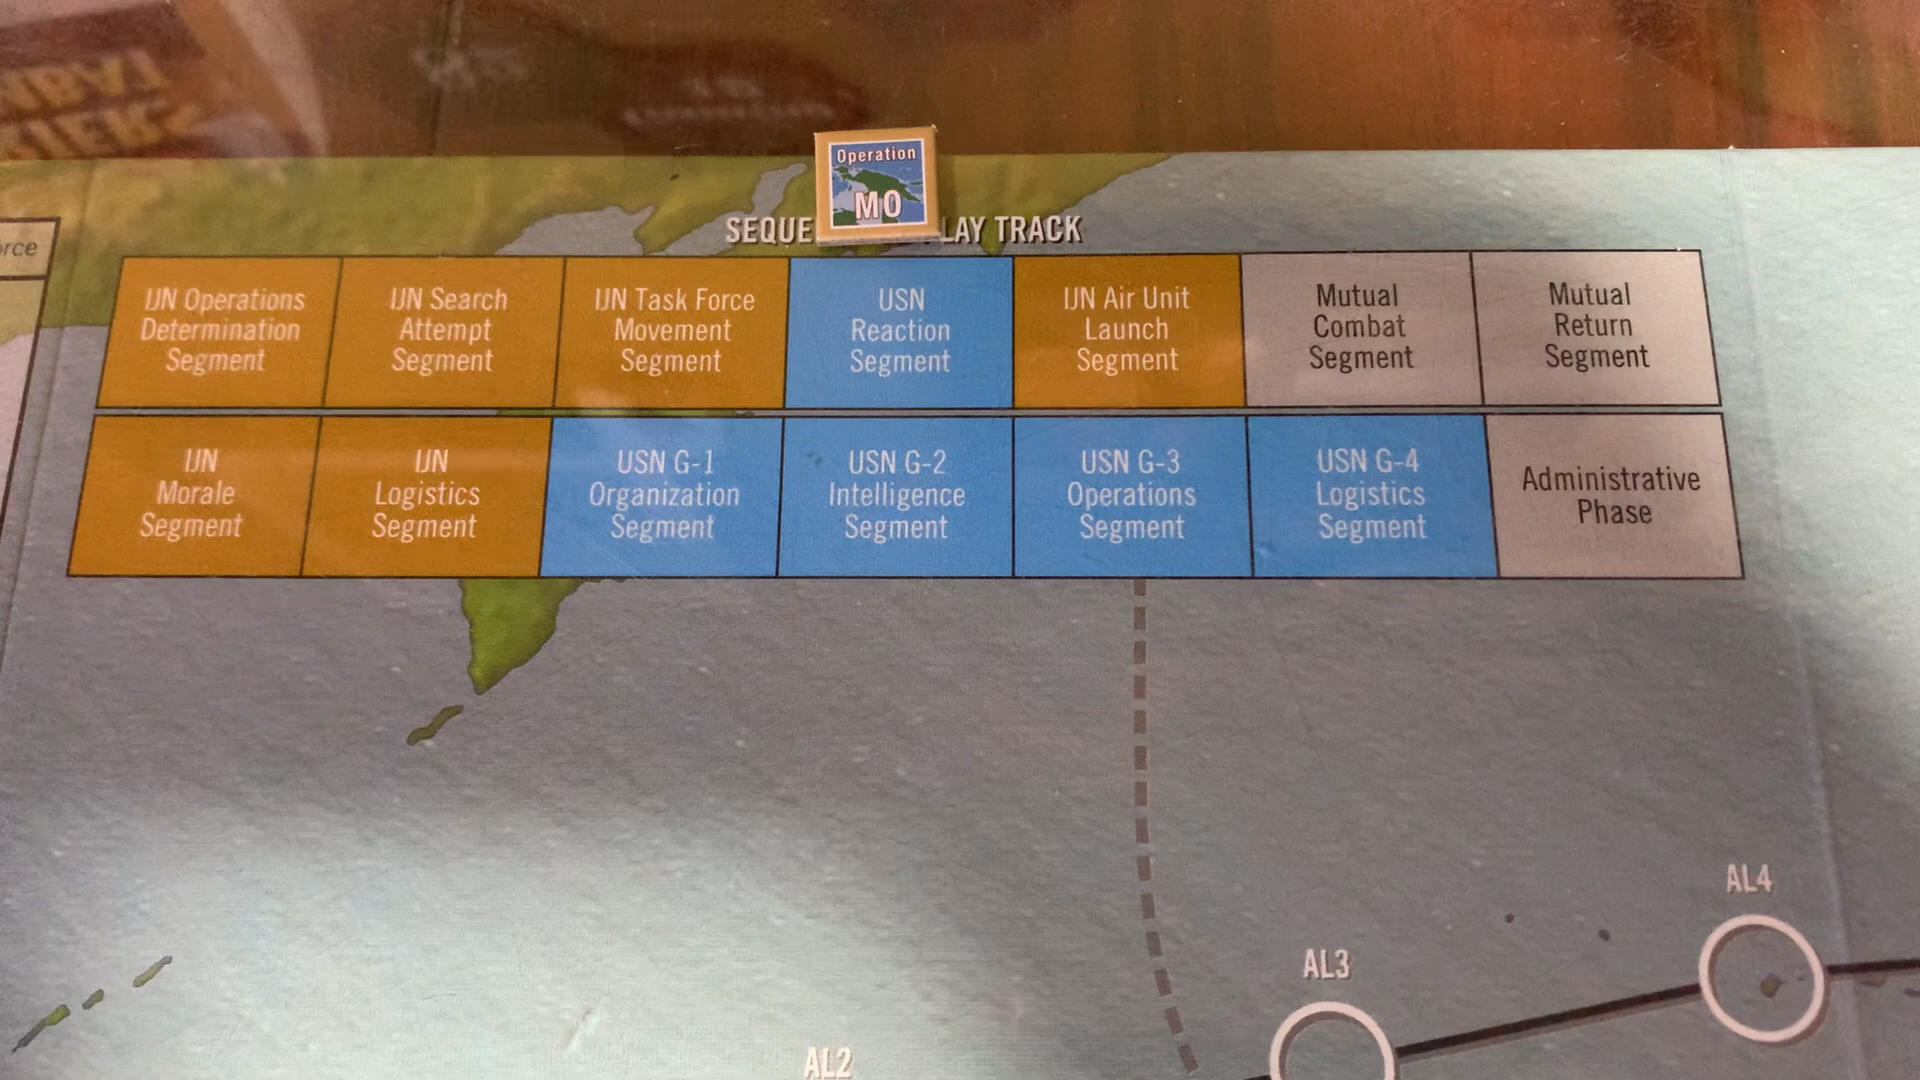 Operation
MO
SEQUE LAY TRACK
orce
IJN Operations
Determination
Segment
IJN Search
Attempt
Segment
IJN Task Force
Movement
Segment
USN
Reaction
Segment
IJN Air Unit
Launch
Segment
Mutual
Combat
Segment
Mutual
Return
Segment
IJN
Morale
Segment
IJN
Logistics
Segment
USN G-1
Organization
Segment
USN G-2
Intelligence
Segment
USN G-3
Operations
Segment
USN G-4
Logistics
Segment
Administrative
Phase
AL4
AL3
AL2